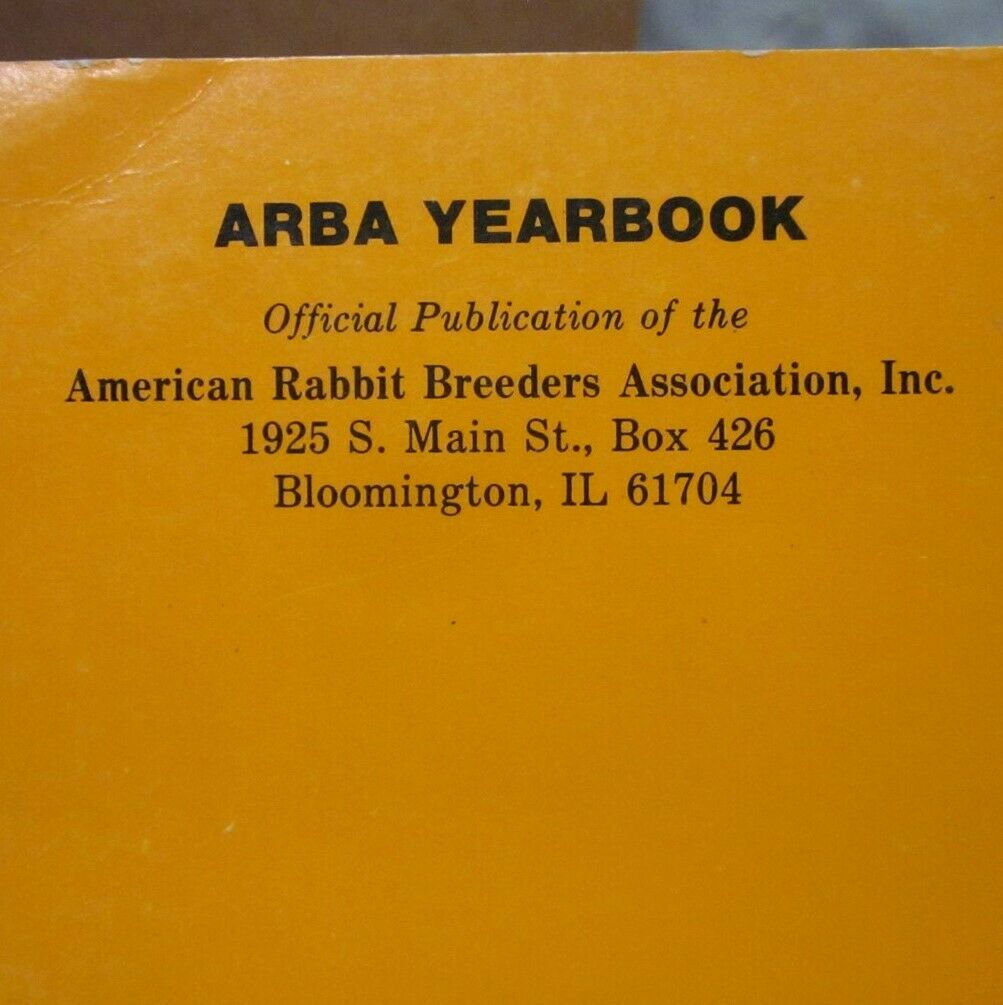 ARBA YEARBOOK
Official Publication of the
American Rabbit Breeders Association, Inc.
1925 S. Main St., Box 426
Bloomington, IL 61704